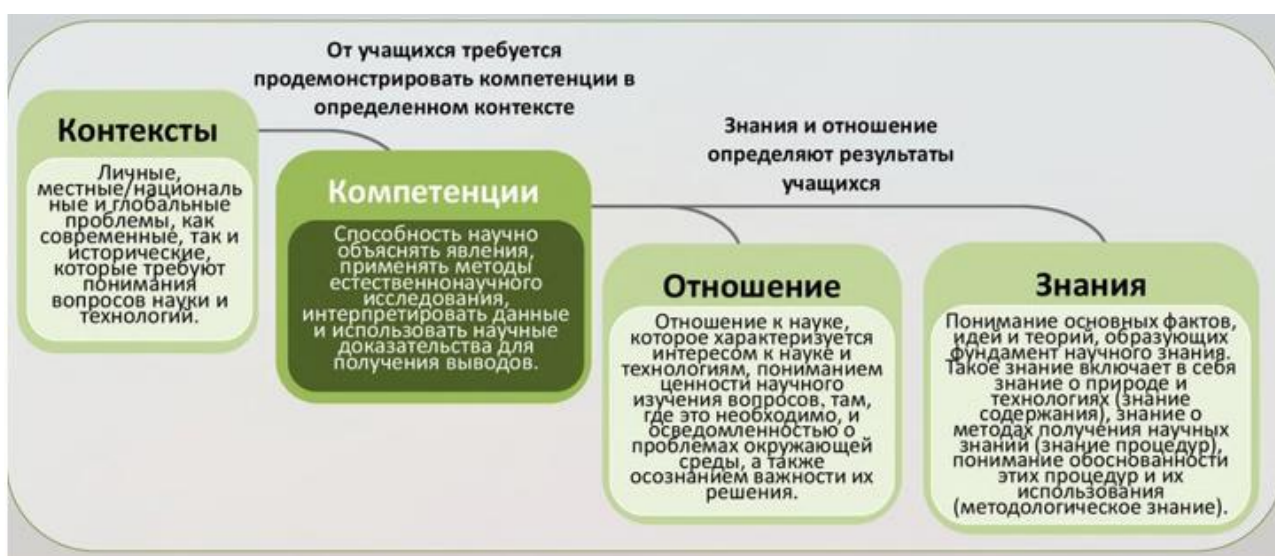 От учащихся требуется
продемонстрировать компетенции в
определенном контексте
Контексты
Личные,
местные/националь
ные и глобальные
проблемы, как
современные, так и
исторические,
которые требуют
понимания
вопросов науки и
технологий.
Компетенции
Способность научно
объяснять явления,
применять методы
естественнонаучного
исследования,
интерпретировать данные
и использовать научные
доказательства для
получения выводов.
Знания и отношение
определяют результаты
учащихся
Отношение
Отношение к науке,
которое характеризуется
интересом к науке и
технологиям, пониманием
ценности научного
изучения вопросов, там,
где это необходимо, и
осведомленностью о
проблемах окружающей
среды, а также
осознанием важности их
решения.
Знания
Понимание основных фактов,
идей и теорий, образующих
фундамент научного знания.
Такое знание включает в себя
знание о природе и
технологиях (знание
содержания), знание о
методах получения научных
знаний (знание процедур),
понимание обоснованности
этих процедур и их
использования
(методологическое знание).